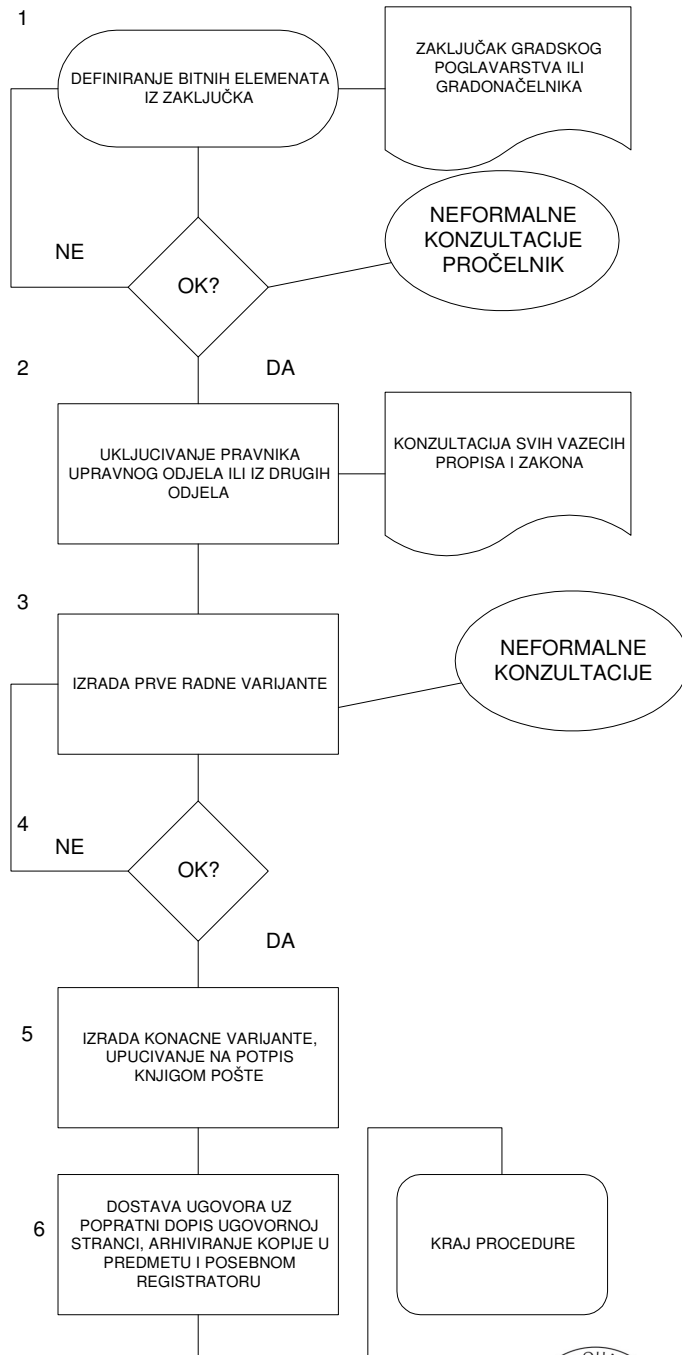 1
DEFINIRANJE BITNIH ELEMENATA
IZ ZAKLJUČKA
ZAKLJUČAK GRADSKOG
POGLAVARSTVA ILI
GRADONAČELNIKA
NEFORMALNE
KONZULTACIJE
PROČELNIK
NE
OK?
2
DA
UKLJUCIVANJE PRAVNIKA
UPRAVNOG ODJELA ILI IZ DRUGIH
ODJELA
KONZULTACIJA SVIH VAZECIH
PROPISA I ZAKONA
3
IZRADA PRVE RADNE VARIJANTE
NEFORMALNE
KONZULTACIJE
4
NE
OK?
DA
5
IZRADA KONACNE VARIJANTE,
UPUCIVANJE NA POTPIS
KNJIGOM POŠTE
6
DOSTAVA UGOVORA UZ
POPRATNI DOPIS UGOVORNOJ
STRANCI, ARHIVIRANJE KOPIJE U
PREDMETU I POSEBNOM
REGISTRATORU
KRAJ PROCEDURE